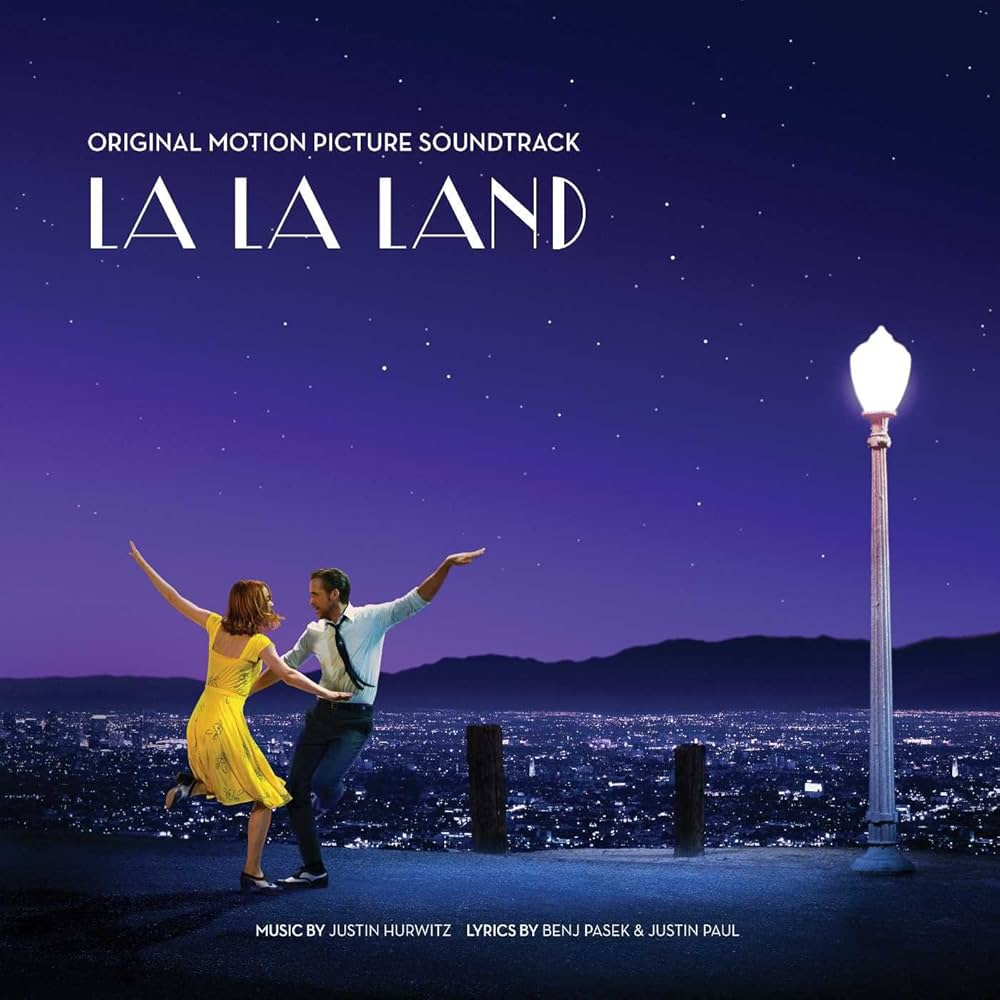 ORIGINAL MOTION PICTURE SOUNDTRACK
LA LA LAND
MUSIC BY JUSTIN HURWITZ LYRICS BY BENJ PASEK & JUSTIN PAUL